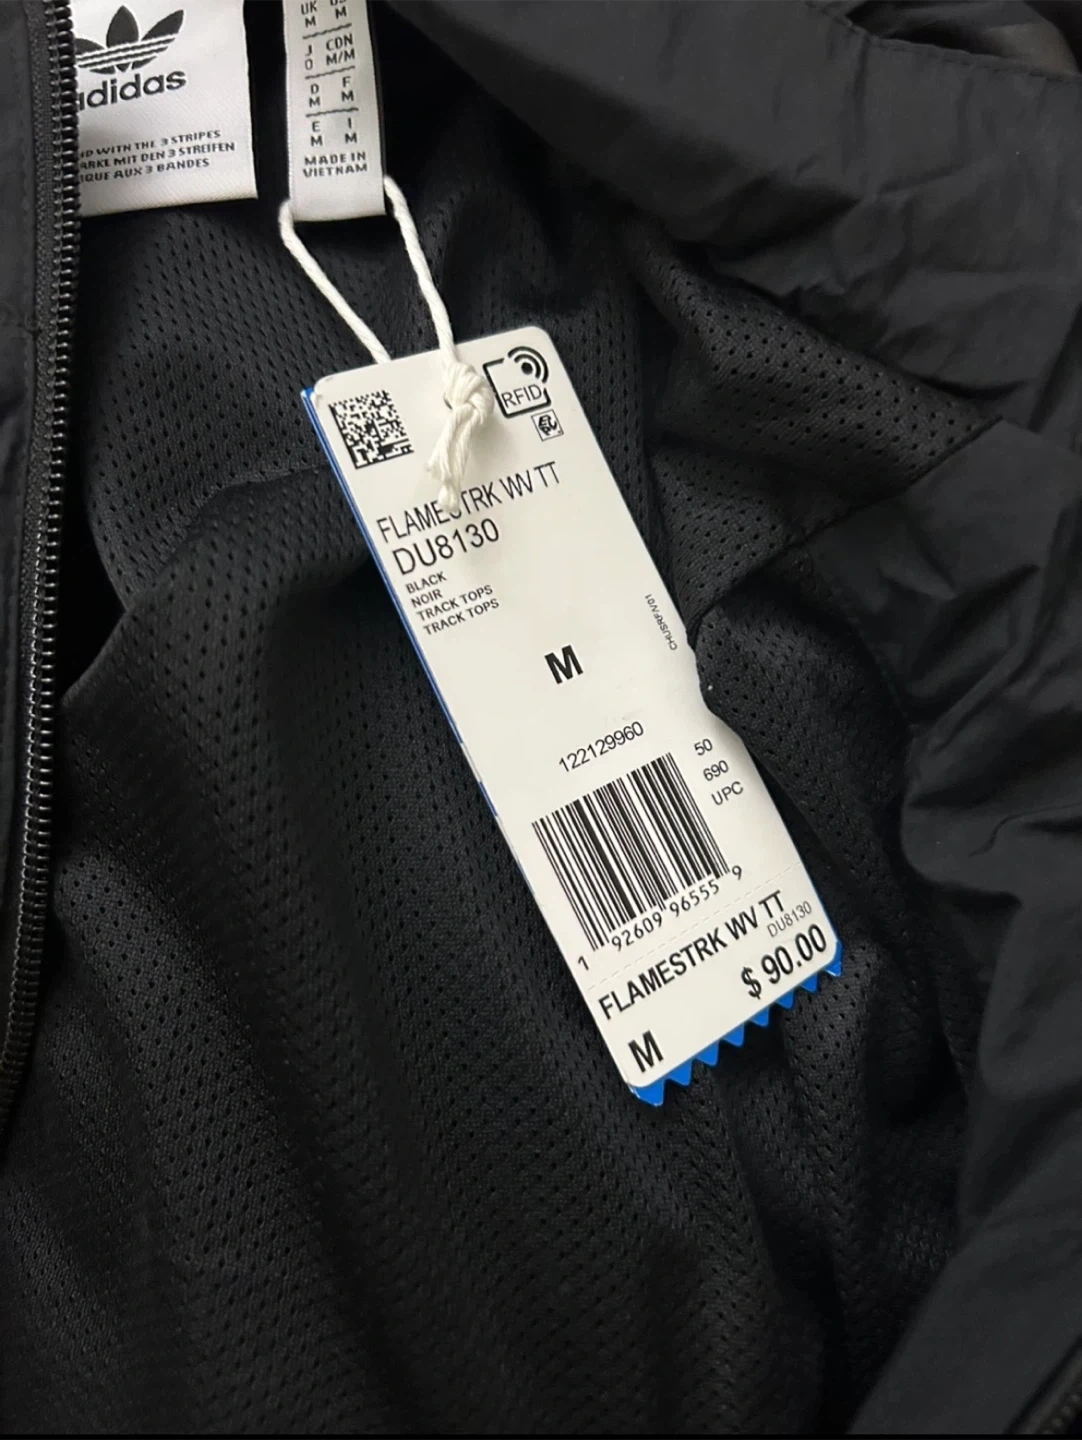 adidas
WITH THE 3 STRIPES
MIT DEN 3 STREIFEN
AUX 3 BANDES
UK
M M
J CDN
O M/M
D F
M M
E I
M M
MADE IN
VIETNAM
RFID
FLAMESTRK WV TT
DU8130
BLACK
NOIR
TRACK TOPS
TRACK TOPS
M
122129960
50
690
UPC
1 92609 96555 9
FLAMESTRK WV TT
DU8130
$ 90.00
M